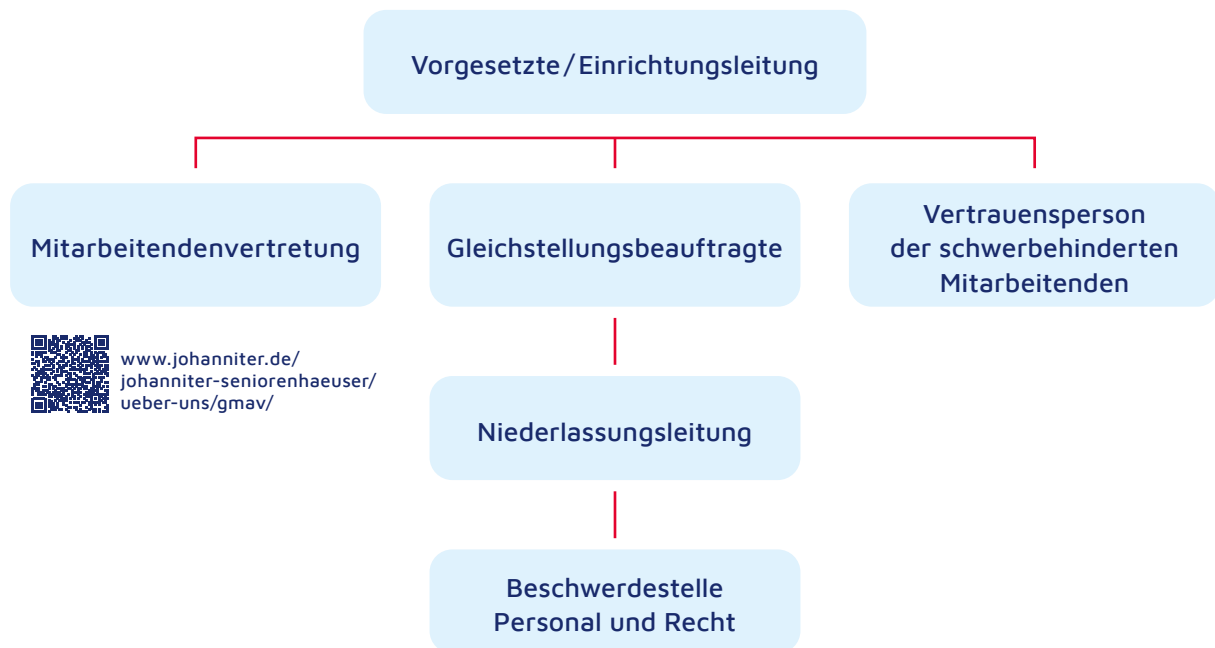 Vorgesetzte/Einrichtungsleitung
Mitarbeitendenvertretung
Gleichstellungsbeauftragte
Vertrauensperson
der schwerbehinderten
Mitarbeitenden
www.johanniter.de/
johanniter-seniorenhaeuser/
ueber-uns/gmav/
Niederlassungsleitung
Beschwerdestelle
Personal und Recht